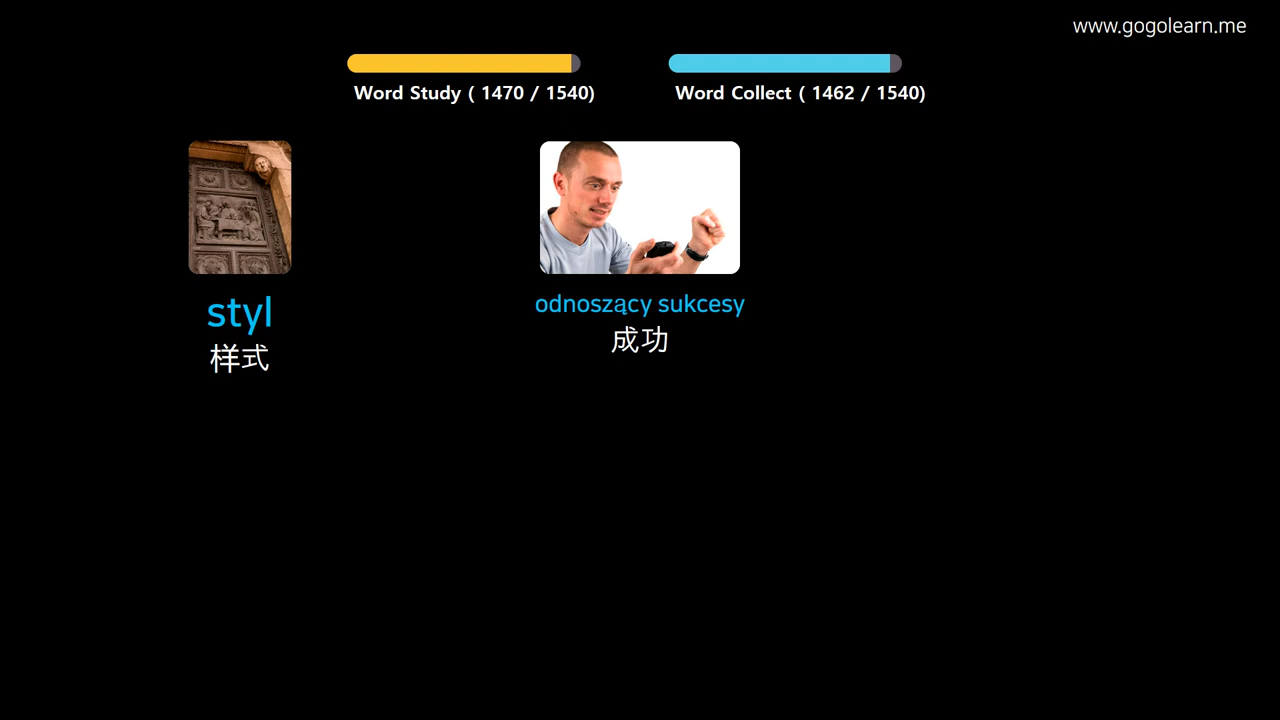 www.gogolearn.me
Word Study ( 1470 / 1540)
Word Collect ( 1462 / 1540)
styl
样式
odnoszący sukcesy
成功